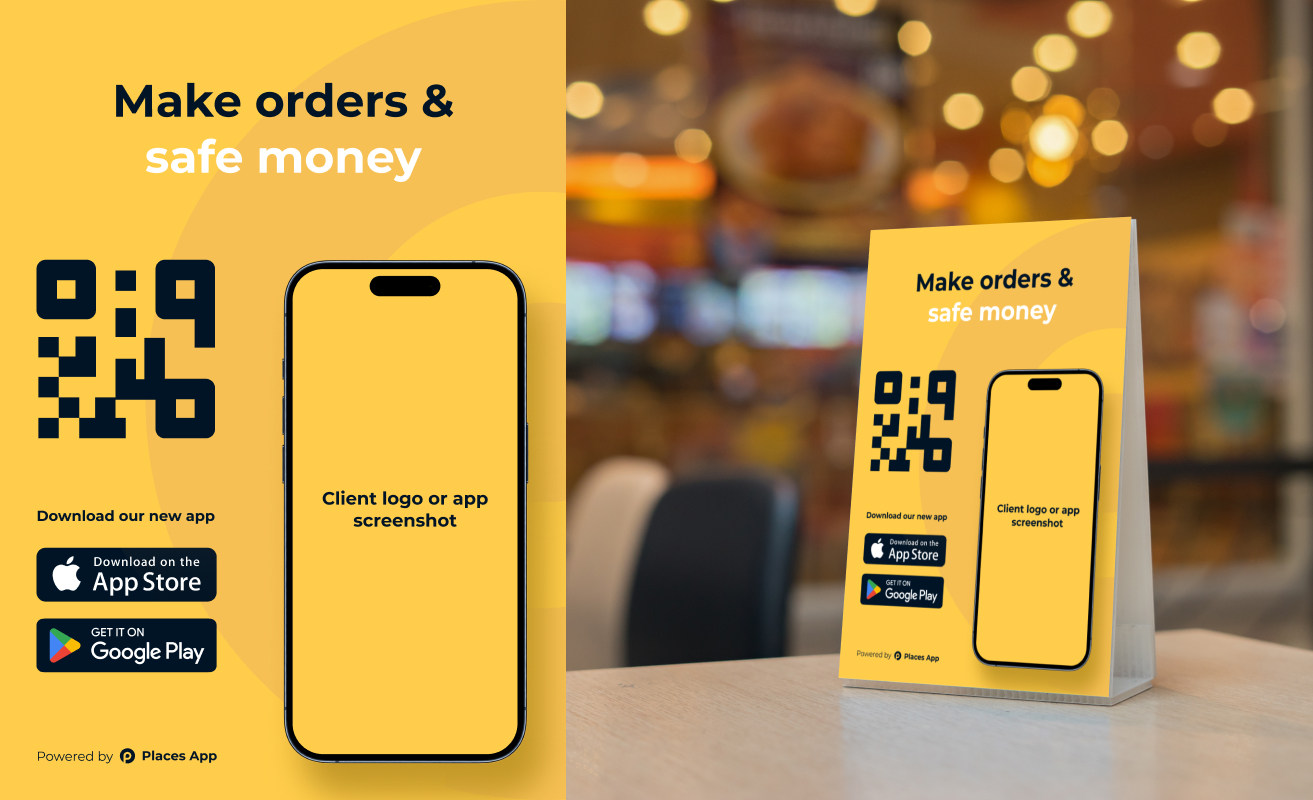 Make orders &
safe money
Download our new app
Download on the
App Store
GET IT ON
Google Play
Powered by Places App
Client logo or app
screenshot
Make orders &
safe money
Download our new app
Download on the
App Store
GET IT ON
Google Play
Powered by Places App
Client logo or app
screenshot